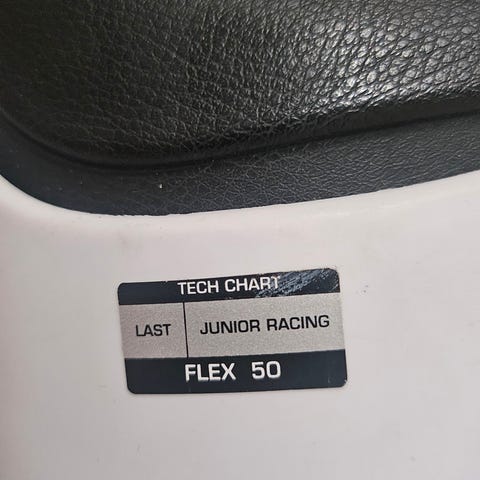 TECH CHART
LAST JUNIOR RACING
FLEX 50